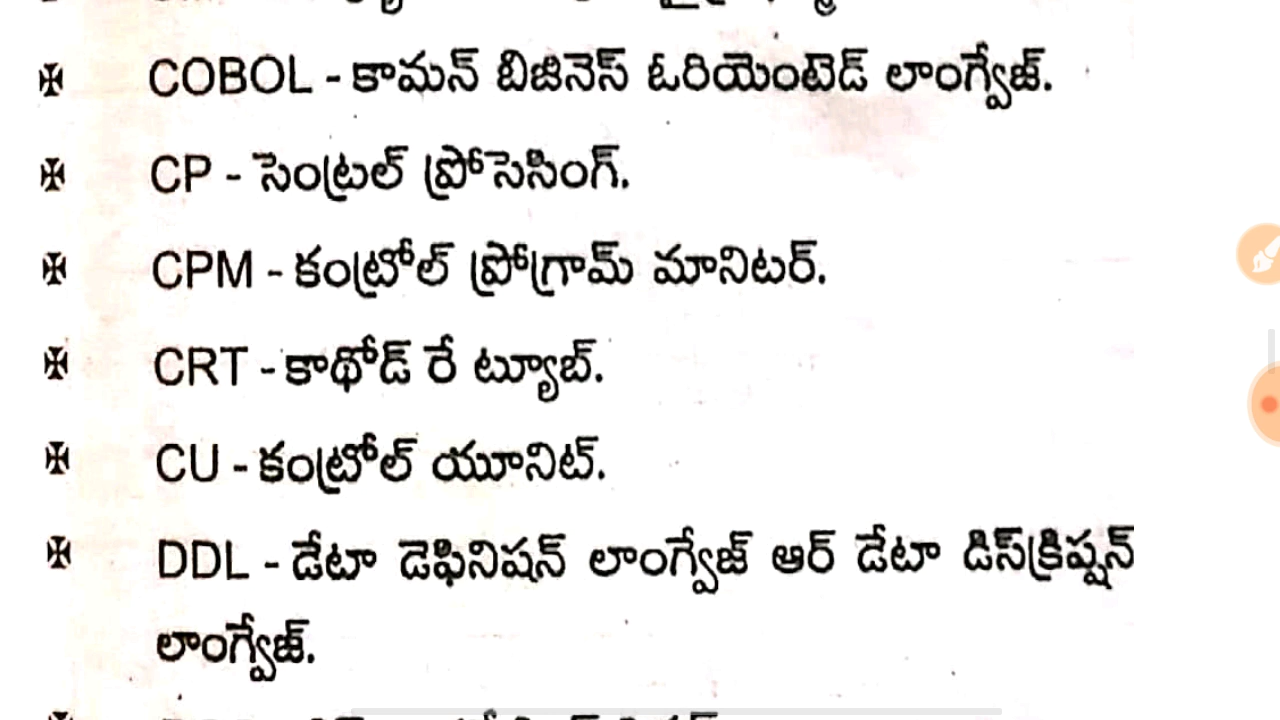 ✠ COBOL - కామన్ బిజినెస్ ఓరియెంటెడ్ లాంగ్వేజ్.
✠ CP - సెంట్రల్ ప్రోసెసింగ్.
✠ CPM - కంట్రోల్ ప్రోగ్రామ్ మానిటర్.
✠ CRT - కాథోడ్ రే ట్యూబ్.
✠ CU - కంట్రోల్ యూనిట్.
✠ DDL - డేటా డెఫినిషన్ లాంగ్వేజ్ ఆర్ డేటా డిస్‌క్రిప్షన్
లాంగ్వేజ్.